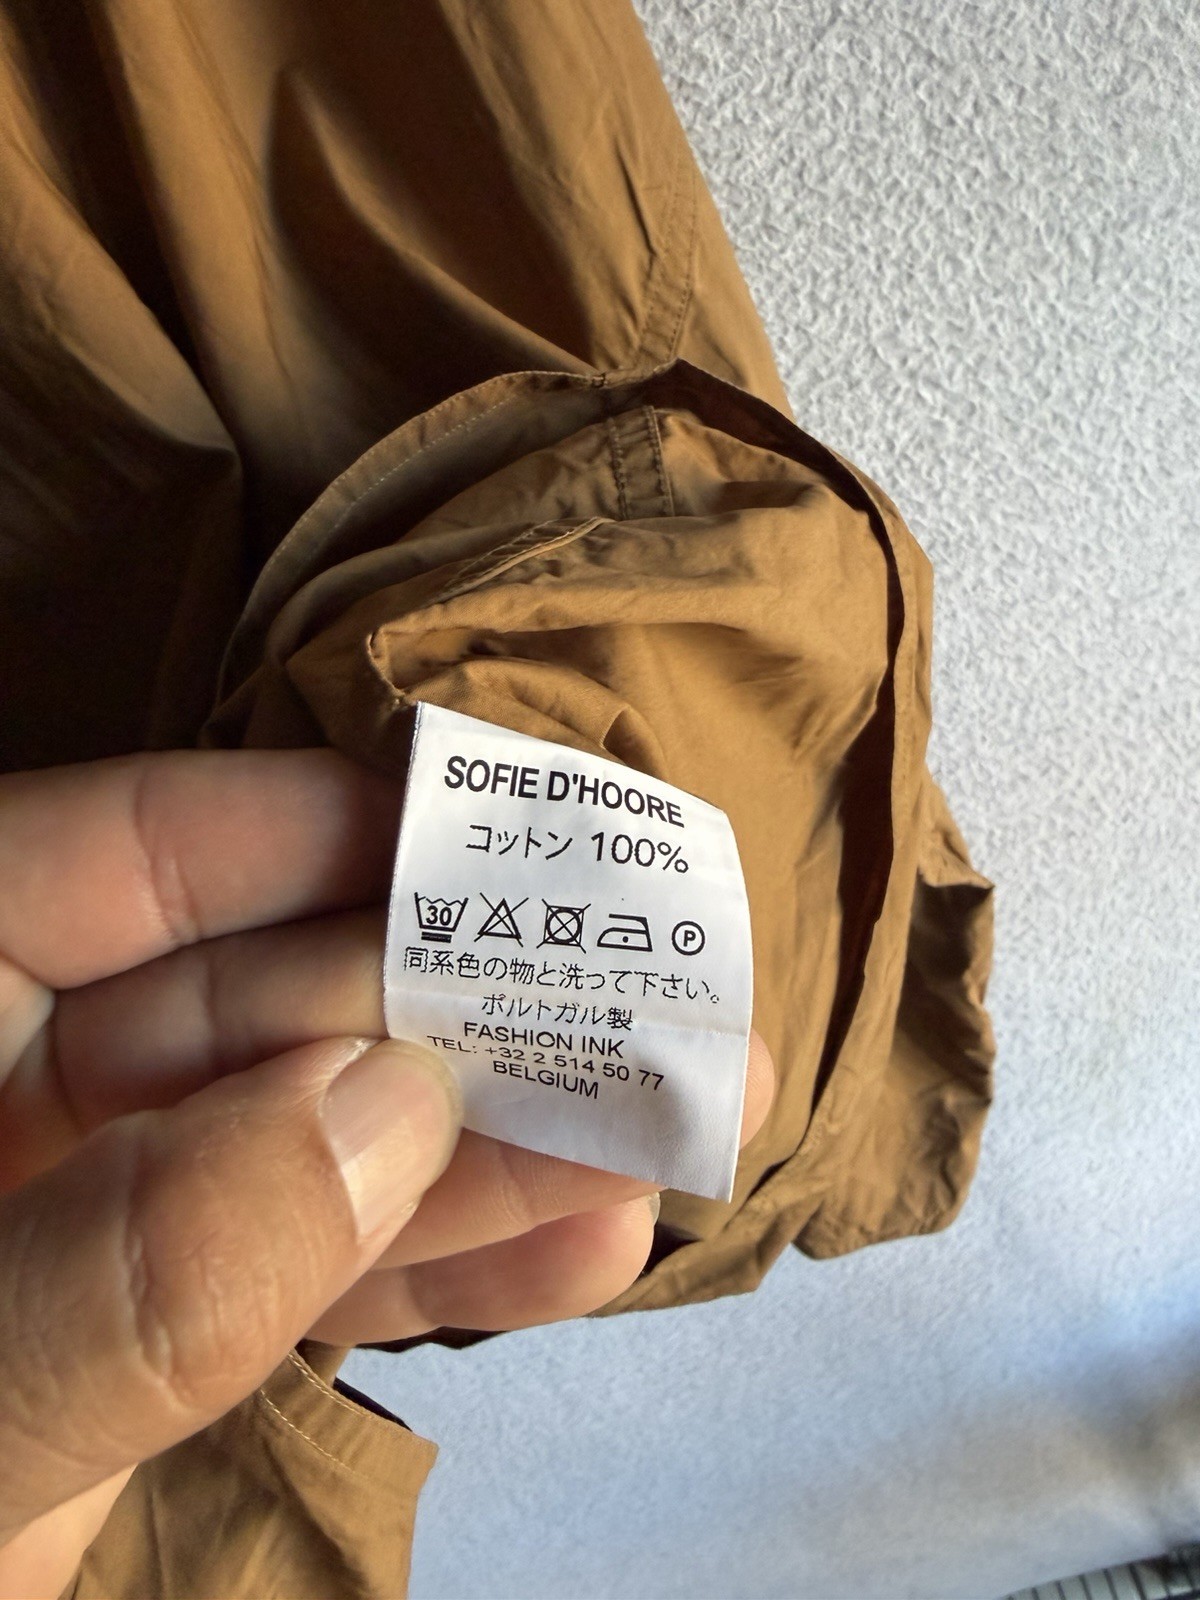 SOFIE D'HOORE
コットン 100%
30 P
同系色の物と洗って下さい。
ポルトガル製
FASHION INK
TEL: +32 2 514 50 77
BELGIUM